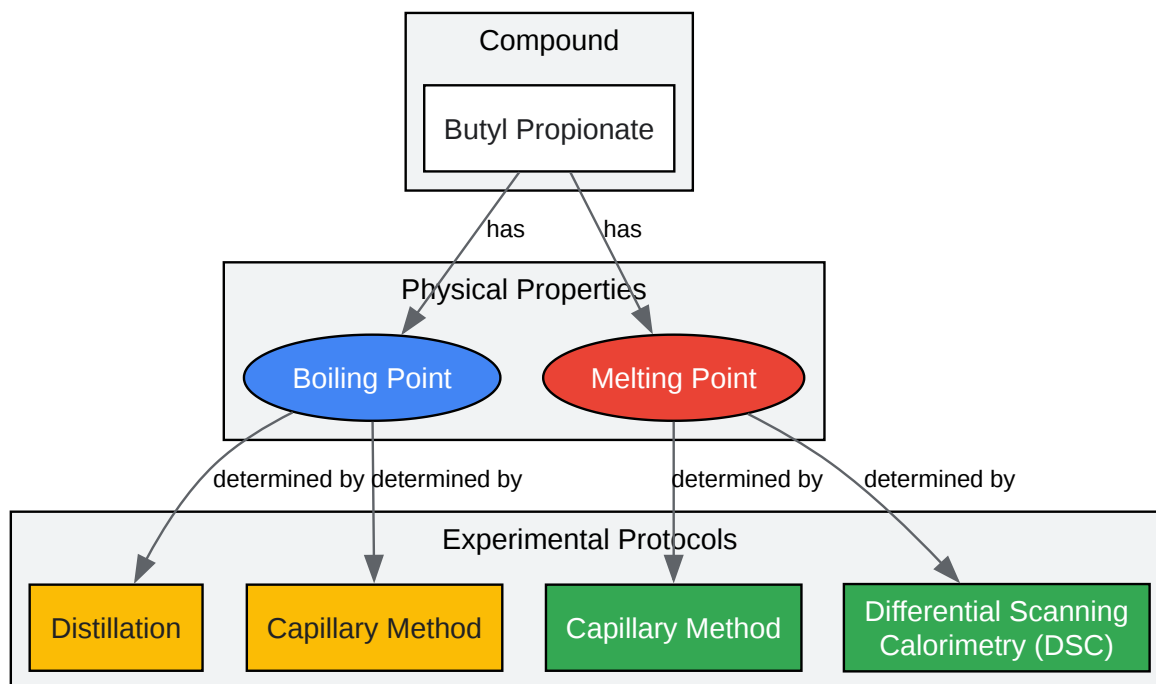 Compound
Butyl Propionate
has
has
Physical Properties
Boiling Point
Melting Point
determined by
determined by
determined by
determined by
Experimental Protocols
Distillation
Capillary Method
Capillary Method
Differential Scanning
Calorimetry (DSC)